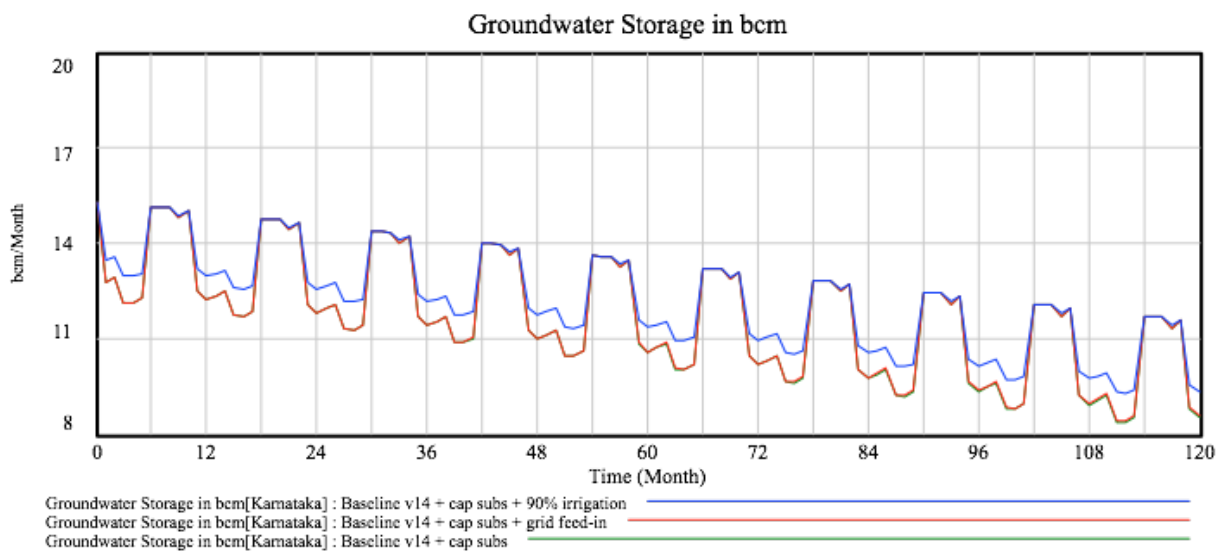 Groundwater Storage in bcm
20
17
14
11
8
bcm/Month
0 12 24 36 48 60 72 84 96 108 120
Time (Month)
Groundwater Storage in bcm[Karnataka] : Baseline v14 + cap subs + 90% irrigation
Groundwater Storage in bcm[Karnataka] : Baseline v14 + cap subs + grid feed-in
Groundwater Storage in bcm[Karnataka] : Baseline v14 + cap subs